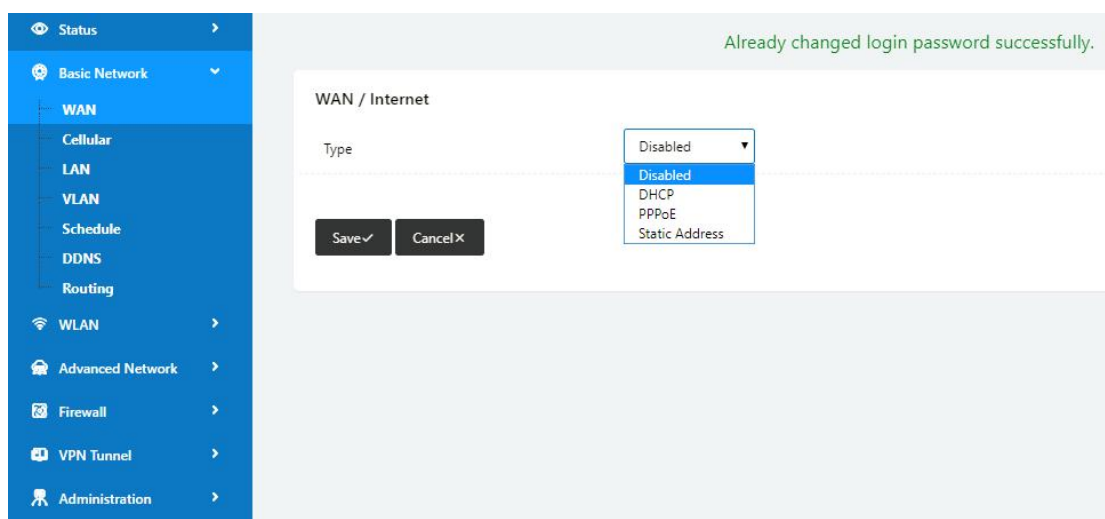 Status
Basic Network
WAN
Cellular
LAN
VLAN
Schedule
DDNS
Routing
WLAN
Advanced Network
Firewall
VPN Tunnel
Administration
Already changed login password successfully.
WAN / Internet
Type
Disabled
Disabled
DHCP
PPPoE
Static Address
Save✓ Cancel×